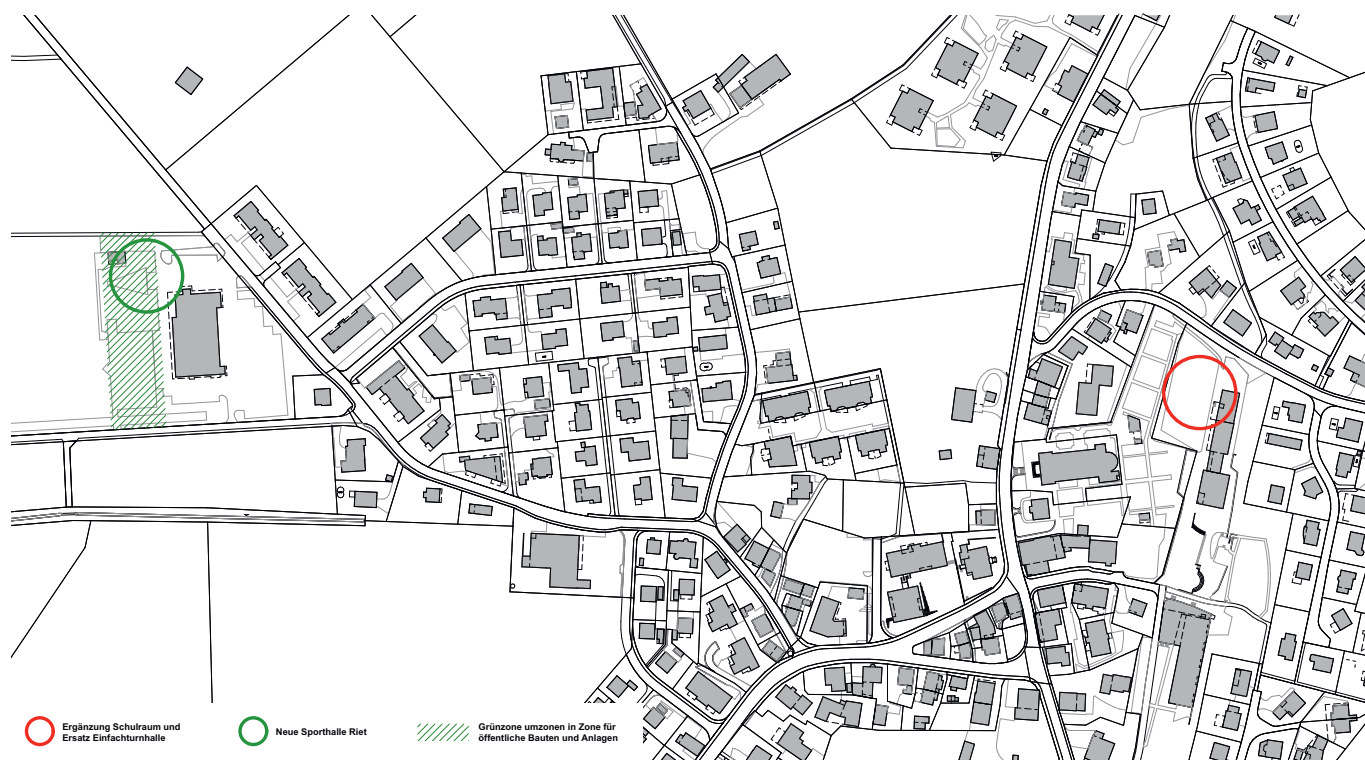 Ergänzung Schulraum und
Ersatz Einfachturnhalle
Neue Sporthalle Riet
Grünzone umzonen in Zone für
öffentliche Bauten und Anlagen